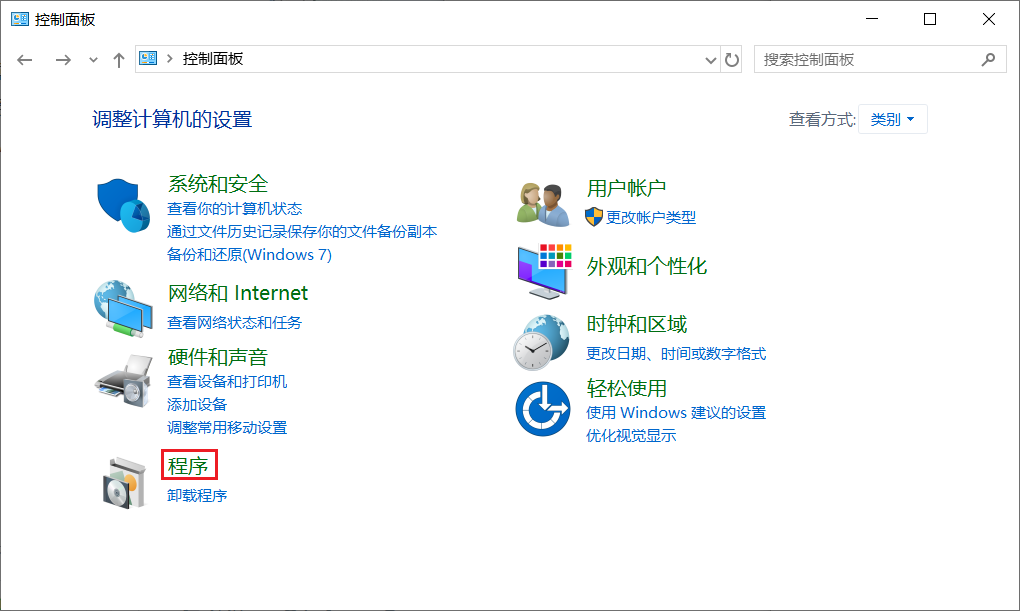 控制面板
控制面板
搜索控制面板
调整计算机的设置
查看方式: 类别
系统和安全
查看你的计算机状态
通过文件历史记录保存你的文件备份副本
备份和还原(Windows 7)
网络和 Internet
查看网络状态和任务
硬件和声音
查看设备和打印机
添加设备
调整常用移动设置
程序
卸载程序
用户帐户
更改帐户类型
外观和个性化
时钟和区域
更改日期、时间或数字格式
轻松使用
使用 Windows 建议的设置
优化视觉显示